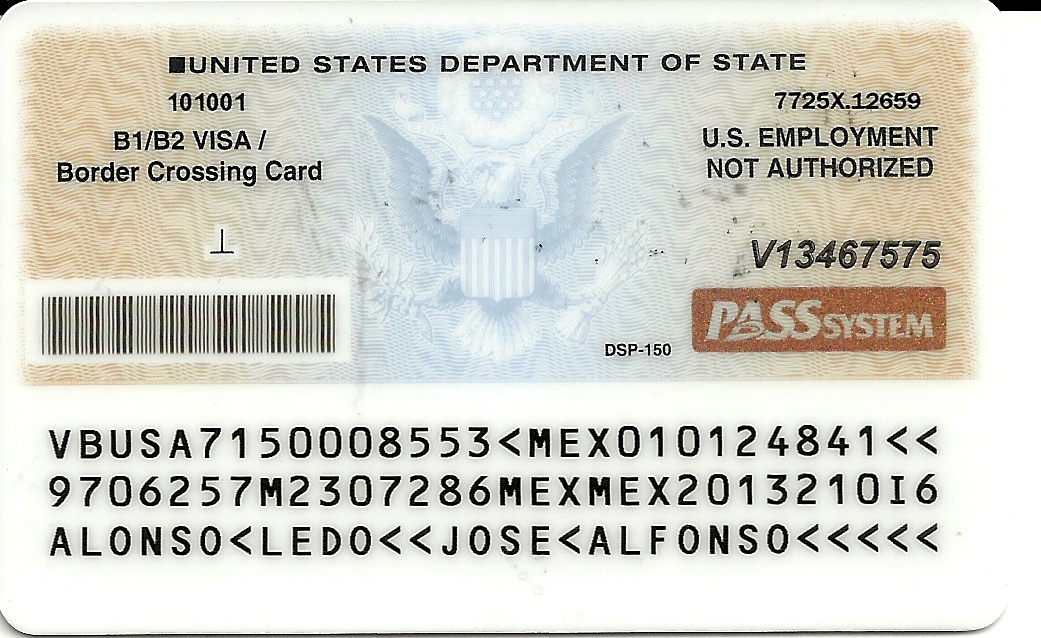 UNITED STATES DEPARTMENT OF STATE
101001
7725X.12659
B1/B2 VISA /
Border Crossing Card
U.S. EMPLOYMENT
NOT AUTHORIZED
V13467575
PASS SYSTEM
DSP-150
VBUSA7150008553<MEX010124841<<
9706257M2307286MEXMEX2013210I6
ALONSO<LEDO<<JOSE<ALFONSO<<<<<